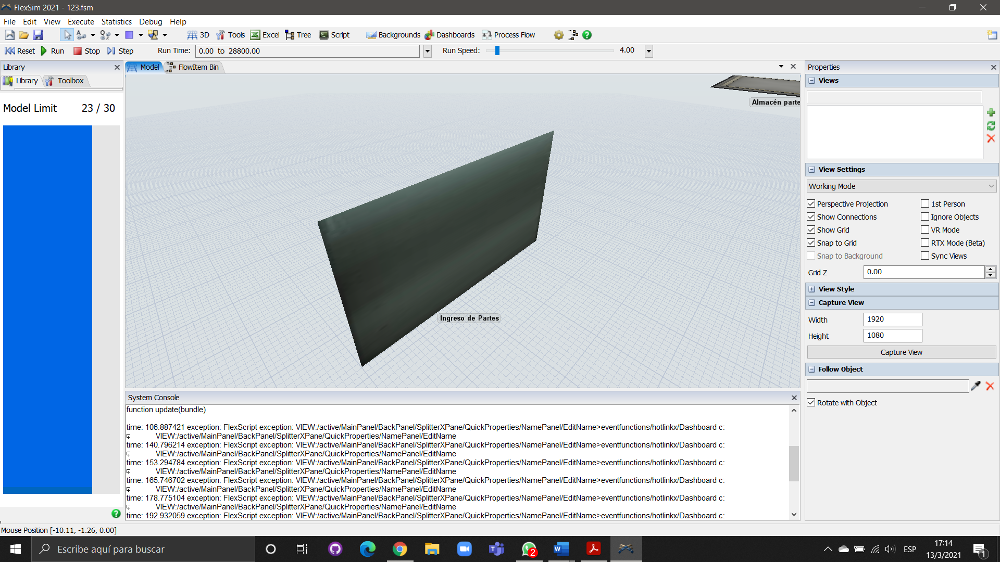 FlexSim 2021 - 123.fsm
File Edit View Execute Statistics Debug Help
3D Tools Excel Tree Script Backgrounds Dashboards Process Flow
Reset Run Stop Step Run Time: 0.00 to 28800.00 Run Speed: 4.00
Library
Library Toolbox
Model Limit 23 / 30
Model FlowItem Bin
Almacén parte
Ingreso de Partes
System Console
function update(bundle)
time: 106.887421 exception: FlexScript exception: VIEW:/active/MainPanel/BackPanel/SplitterXPane/QuickProperties/NamePanel/EditName>eventfunctions/hotlinkx/Dashboard c:
VIEW:/active/MainPanel/BackPanel/SplitterXPane/QuickProperties/NamePanel/EditName
time: 140.796214 exception: FlexScript exception: VIEW:/active/MainPanel/BackPanel/SplitterXPane/QuickProperties/NamePanel/EditName>eventfunctions/hotlinkx/Dashboard c:
VIEW:/active/MainPanel/BackPanel/SplitterXPane/QuickProperties/NamePanel/EditName
time: 153.294784 exception: FlexScript exception: VIEW:/active/MainPanel/BackPanel/SplitterXPane/QuickProperties/NamePanel/EditName>eventfunctions/hotlinkx/Dashboard c:
VIEW:/active/MainPanel/BackPanel/SplitterXPane/QuickProperties/NamePanel/EditName
time: 165.746702 exception: FlexScript exception: VIEW:/active/MainPanel/BackPanel/SplitterXPane/QuickProperties/NamePanel/EditName>eventfunctions/hotlinkx/Dashboard c:
VIEW:/active/MainPanel/BackPanel/SplitterXPane/QuickProperties/NamePanel/EditName
time: 178.775104 exception: FlexScript exception: VIEW:/active/MainPanel/BackPanel/SplitterXPane/QuickProperties/NamePanel/EditName>eventfunctions/hotlinkx/Dashboard c:
VIEW:/active/MainPanel/BackPanel/SplitterXPane/QuickProperties/NamePanel/EditName
time: 192.932059 exception: FlexScript exception: VIEW:/active/MainPanel/BackPanel/SplitterXPane/QuickProperties/NamePanel/EditName>eventfunctions/hotlinkx/Dashboard c:
Properties
Views
View Settings
Working Mode
Perspective Projection 1st Person
Show Connections Ignore Objects
Show Grid VR Mode
Snap to Grid RTX Mode (Beta)
Snap to Background Sync Views
Grid Z 0.00
View Style
Capture View
Width 1920
Height 1080
Capture View
Follow Object
Rotate with Object
Mouse Position [-10.11, -1.26, 0.00]
Escribe aquí para buscar
2
ESP
17:14
13/3/2021
1